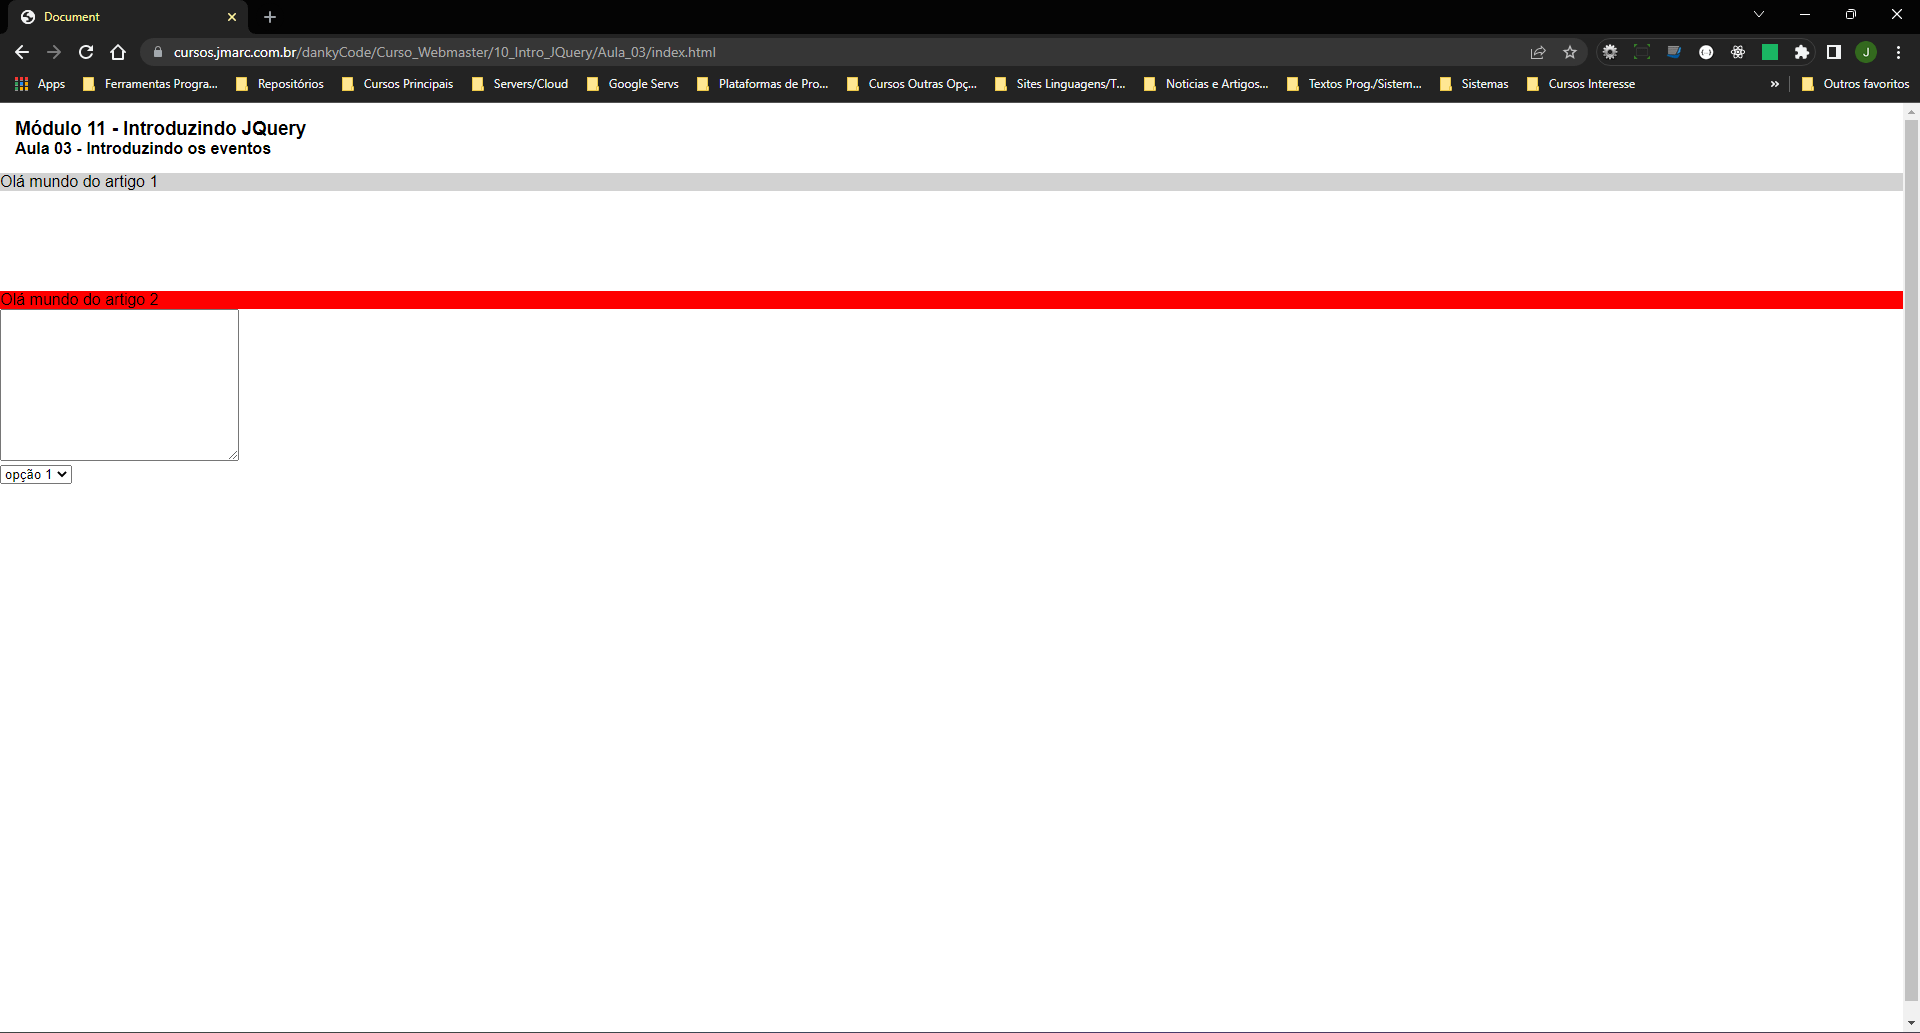 Document
cursos.jmarc.com.br/dankyCode/Curso_Webmaster/10_Intro_JQuery/Aula_03/index.html
J
Apps Ferramentas Progra... Repositórios Cursos Principais Servers/Cloud Google Servs Plataformas de Pro... Cursos Outras Opç... Sites Linguagens/T... Noticias e Artigos... Textos Prog./Sistem... Sistemas Cursos Interesse » Outros favoritos
Módulo 11 - Introduzindo JQuery
Aula 03 - Introduzindo os eventos
Olá mundo do artigo 1
Olá mundo do artigo 2
opção 1